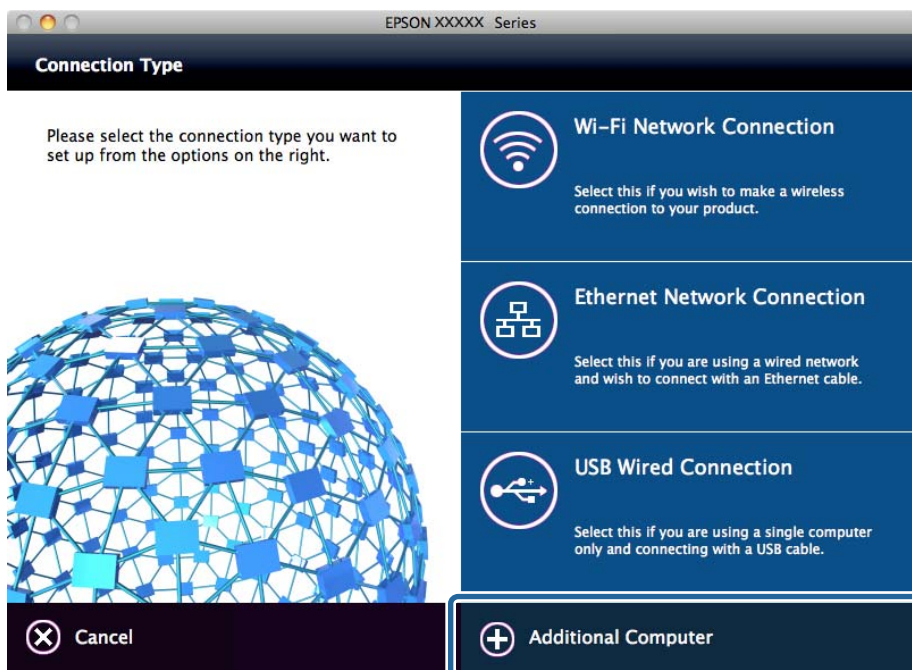 EPSON XXXXX Series
Connection Type
Please select the connection type you want to
set up from the options on the right.
Wi-Fi Network Connection
Select this if you wish to make a wireless
connection to your product.
Ethernet Network Connection
Select this if you are using a wired network
and wish to connect with an Ethernet cable.
USB Wired Connection
Select this if you are using a single computer
only and connecting with a USB cable.
Cancel
Additional Computer